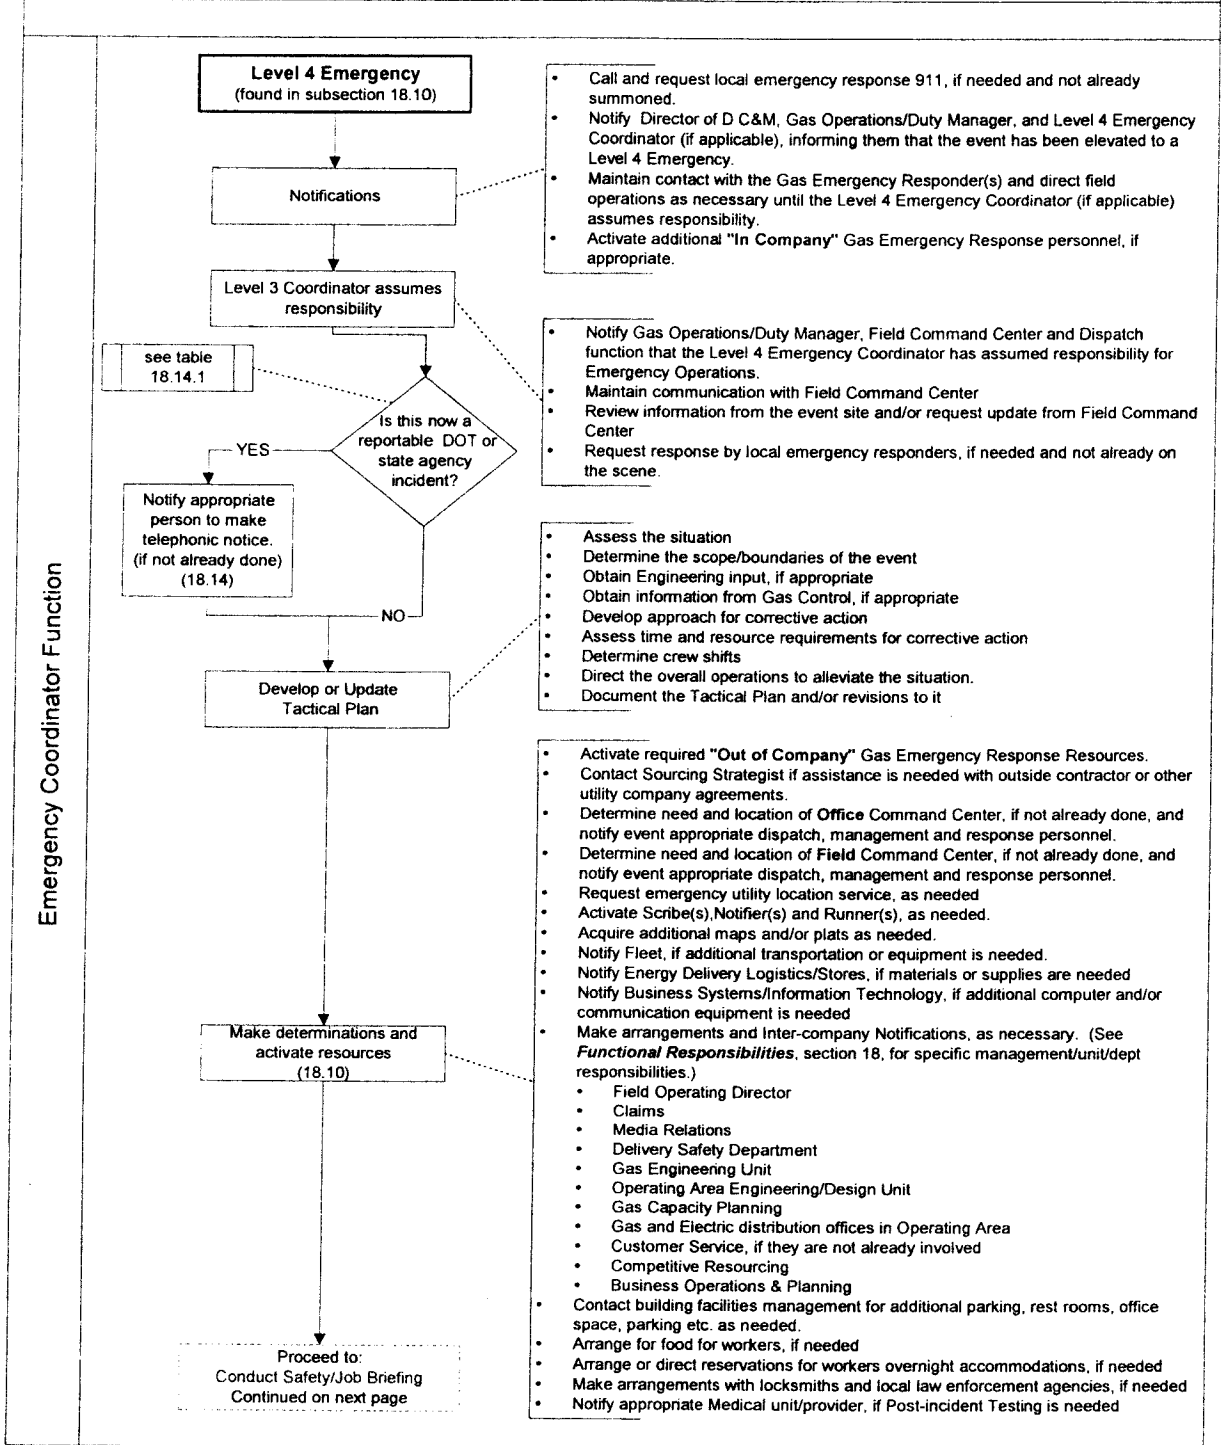 Emergency Coordinator Function
Level 4 Emergency
(found in subsection 18.10)
Notifications
• Call and request local emergency response 911, if needed and not already
summoned.
• Notify Director of D C&M, Gas Operations/Duty Manager, and Level 4 Emergency
Coordinator (if applicable), informing them that the event has been elevated to a
Level 4 Emergency.
• Maintain contact with the Gas Emergency Responder(s) and direct field
operations as necessary until the Level 4 Emergency Coordinator (if applicable)
assumes responsibility.
• Activate additional "In Company" Gas Emergency Response personnel, if
appropriate.
Level 3 Coordinator assumes
responsibility
• Notify Gas Operations/Duty Manager, Field Command Center and Dispatch
function that the Level 4 Emergency Coordinator has assumed responsibility for
Emergency Operations.
• Maintain communication with Field Command Center
• Review information from the event site and/or request update from Field Command
Center
• Request response by local emergency responders, if needed and not already on
the scene.
see table
18.14.1
Is this now a
reportable DOT or
state agency
incident?
YES
Notify appropriate
person to make
telephonic notice.
(if not already done)
(18.14)
NO
Develop or Update
Tactical Plan
• Assess the situation
• Determine the scope/boundaries of the event
• Obtain Engineering input, if appropriate
• Obtain information from Gas Control, if appropriate
• Develop approach for corrective action
• Assess time and resource requirements for corrective action
• Determine crew shifts
• Direct the overall operations to alleviate the situation.
• Document the Tactical Plan and/or revisions to it
Make determinations and
activate resources
(18.10)
• Activate required "Out of Company" Gas Emergency Response Resources.
• Contact Sourcing Strategist if assistance is needed with outside contractor or other
utility company agreements.
• Determine need and location of Office Command Center, if not already done, and
notify event appropriate dispatch, management and response personnel.
• Determine need and location of Field Command Center, if not already done, and
notify event appropriate dispatch, management and response personnel.
• Request emergency utility location service, as needed
• Activate Scribe(s),Notifier(s) and Runner(s), as needed.
• Acquire additional maps and/or plats as needed.
• Notify Fleet, if additional transportation or equipment is needed.
• Notify Energy Delivery Logistics/Stores, if materials or supplies are needed
• Notify Business Systems/Information Technology, if additional computer and/or
communication equipment is needed
• Make arrangements and Inter-company Notifications, as necessary. (See
Functional Responsibilities, section 18, for specific management/unit/dept
responsibilities.)
• Field Operating Director
• Claims
• Media Relations
• Delivery Safety Department
• Gas Engineering Unit
• Operating Area Engineering/Design Unit
• Gas Capacity Planning
• Gas and Electric distribution offices in Operating Area
• Customer Service, if they are not already involved
• Competitive Resourcing
• Business Operations & Planning
• Contact building facilities management for additional parking, rest rooms, office
space, parking etc. as needed.
• Arrange for food for workers, if needed
• Arrange or direct reservations for workers overnight accommodations, if needed
• Make arrangements with locksmiths and local law enforcement agencies, if needed
• Notify appropriate Medical unit/provider, if Post-incident Testing is needed
Proceed to:
Conduct Safety/Job Briefing
Continued on next page